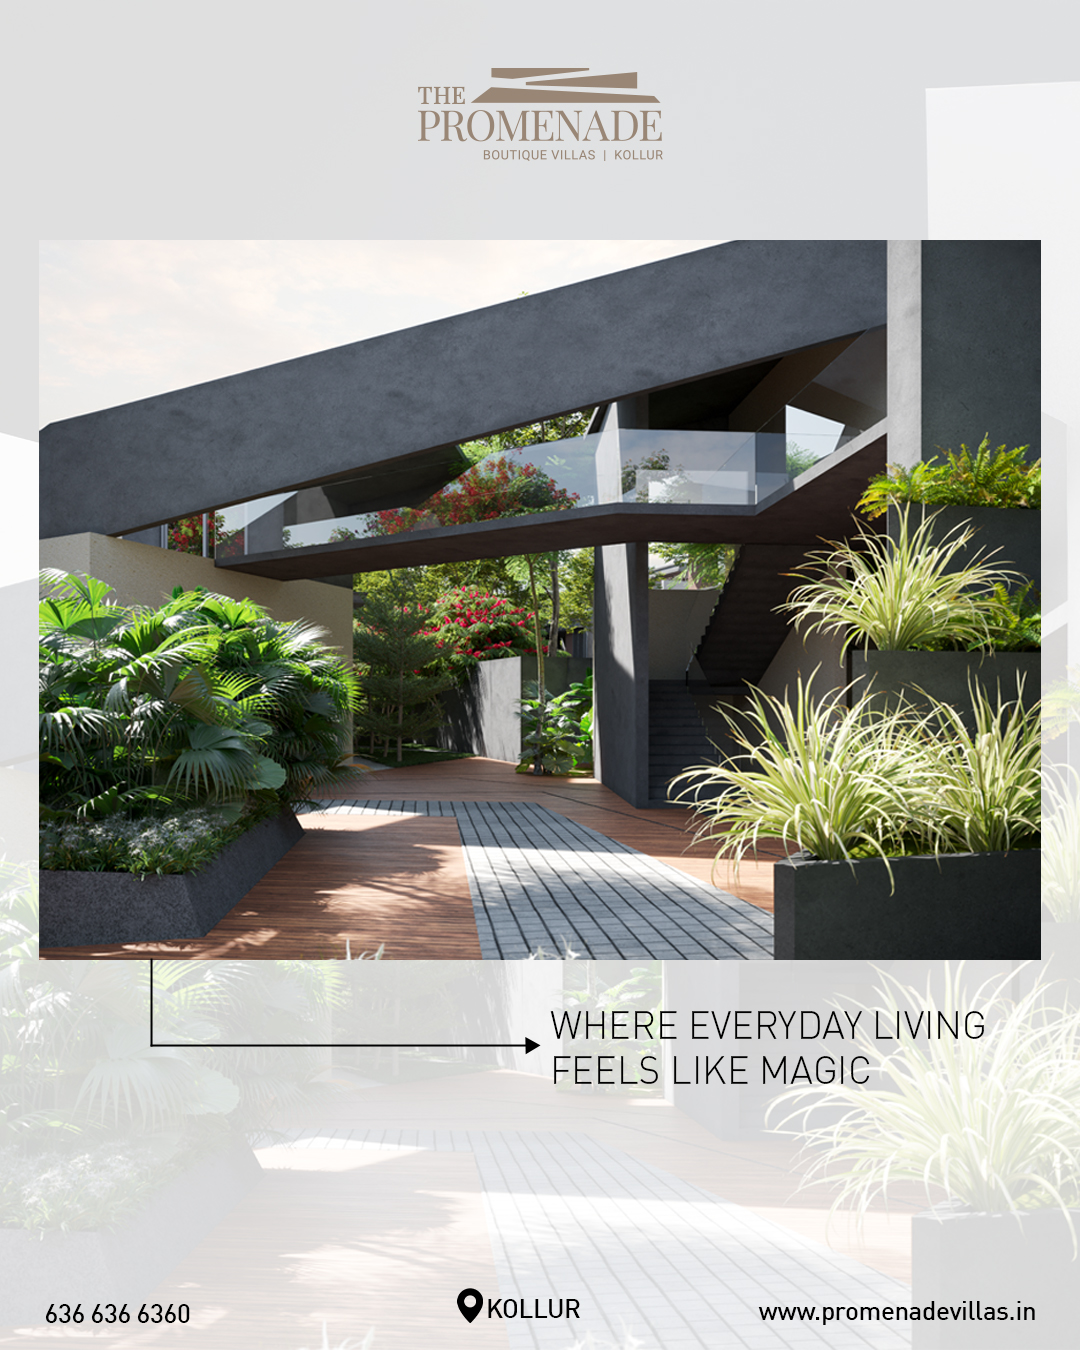 THE
PROMENADE
BOUTIQUE VILLAS | KOLLUR
WHERE EVERYDAY LIVING
FEELS LIKE MAGIC
636 636 6360
KOLLUR
www.promenadevillas.in